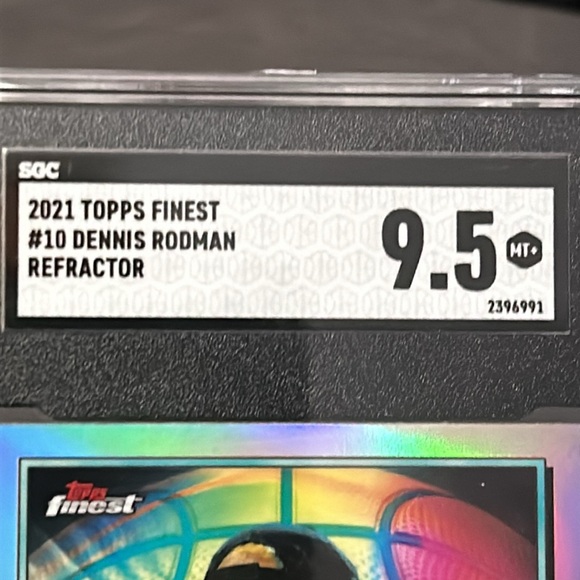 SGC
2021 TOPPS FINEST
#10 DENNIS RODMAN
REFRACTOR
9.5 MT+
2396991
Topps
finest